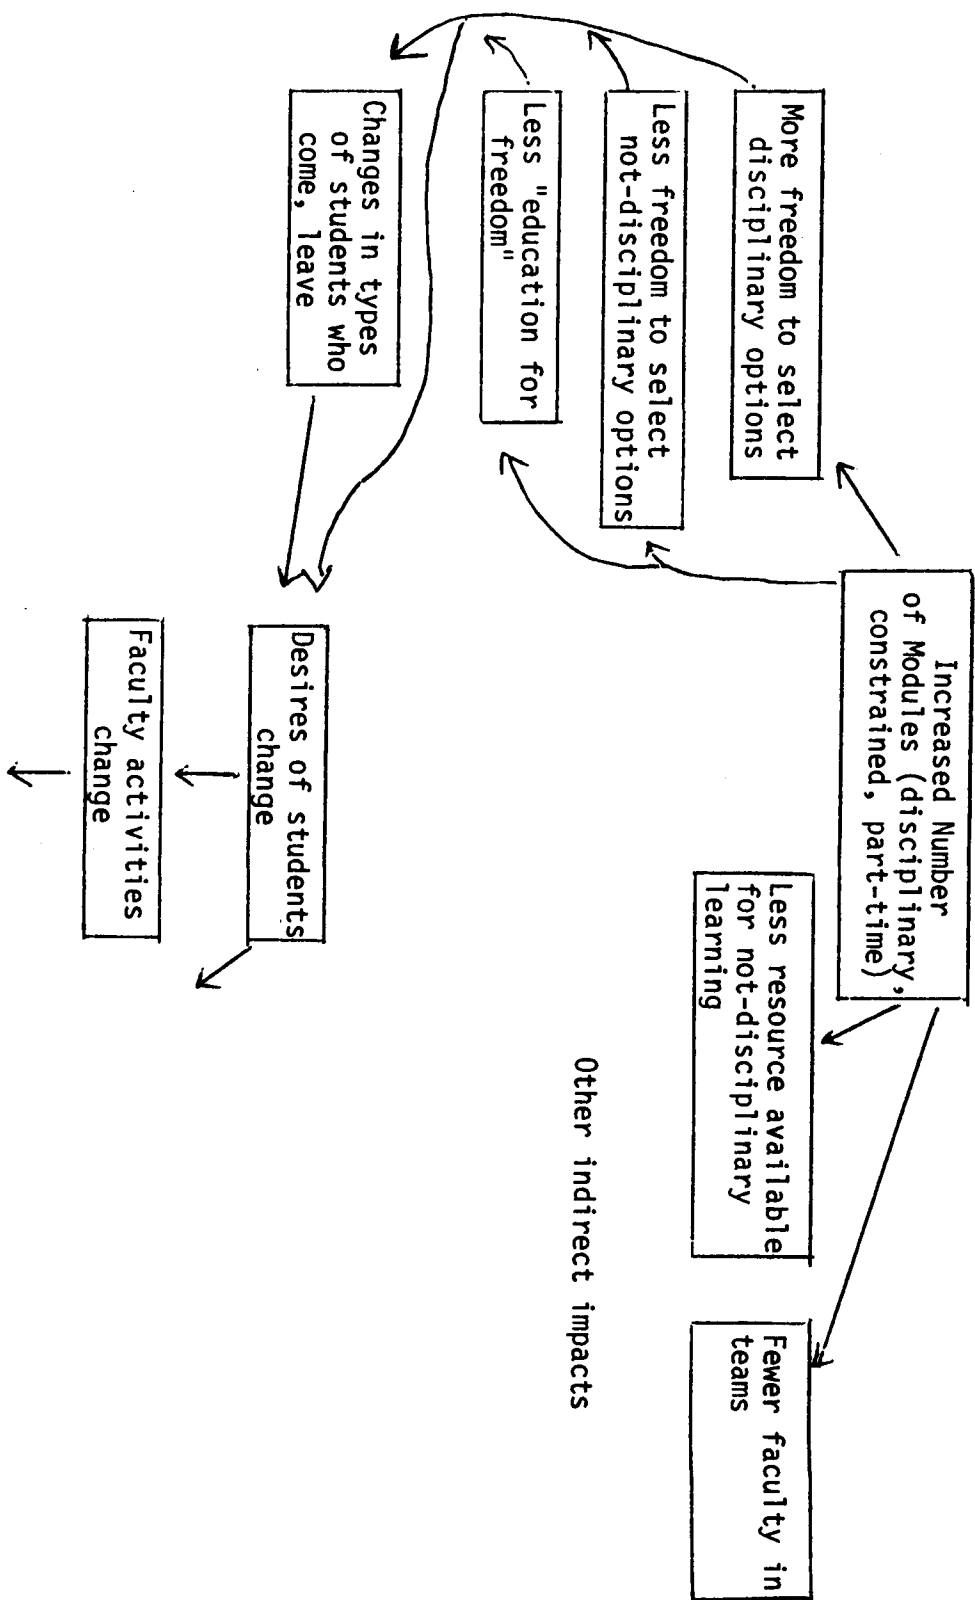 Increased Number
of Modules (disciplinary,
constrained, part-time)
More freedom to select
disciplinary options
Less freedom to select
not-disciplinary options
Less "education for
freedom"
Changes in types
of students who
come, leave
Less resource available
for not-disciplinary
learning
Fewer faculty in
teams
Other indirect impacts
Desires of students
change
Faculty activities
change